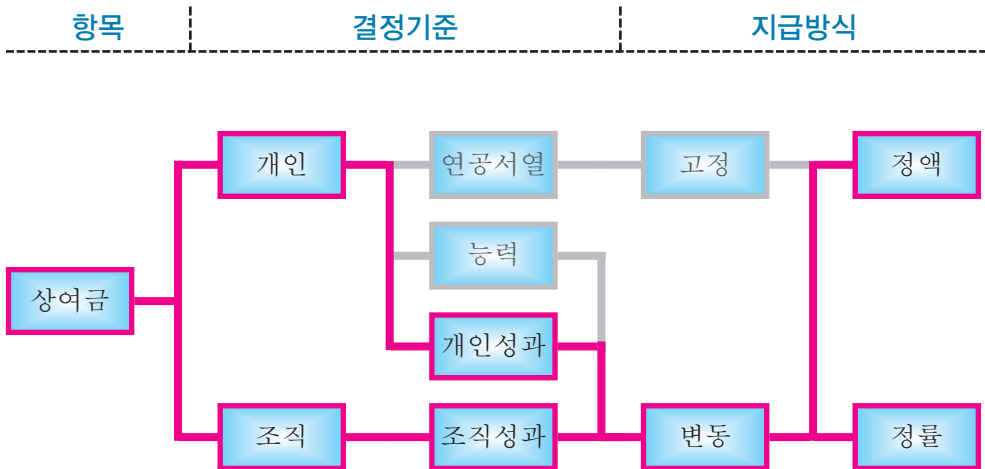 항목 결정기준 지급방식
개인 연공서열 고정 정액
능력
상여금
개인성과
조직 조직성과 변동 정률